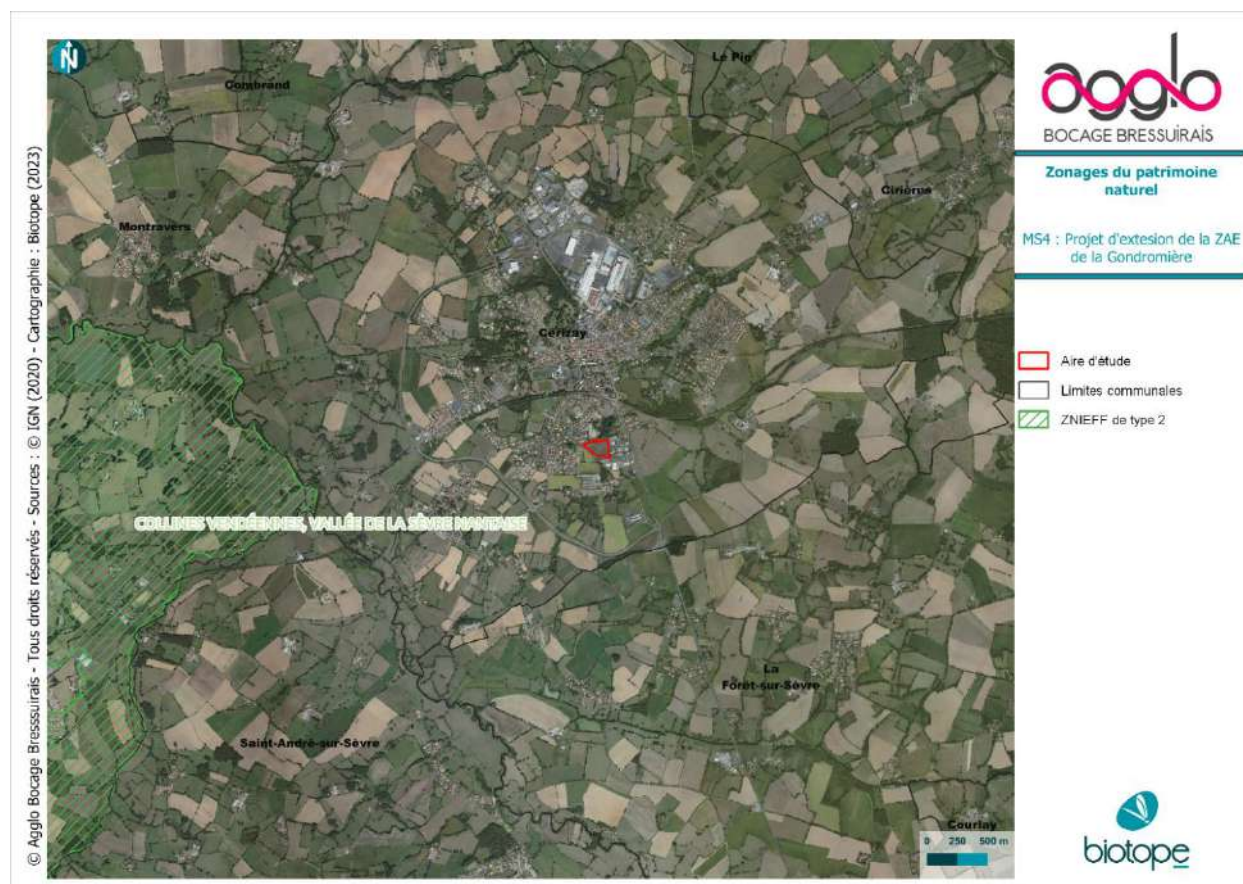 N
Combrand
Le Pin
Montravers
Cirières
Cerizay
COLLINES VENDÉENNES, VALLÉE DE LA SÈVRE NANTAISE
La
Forêt-sur-Sèvre
Saint-André-sur-Sèvre
Courlay
0 250 500 m
© Agglo Bocage Bresssuirais - Tous droits réservés - Sources : © IGN (2020) - Cartographie : Biotope (2023)
agglo
BOCAGE BRESSUIRAIS
Zonages du patrimoine
naturel
MS4 : Projet d'extesion de la ZAE
de la Gondromière
Aire d'étude
Limites communales
ZNIEFF de type 2
biotope